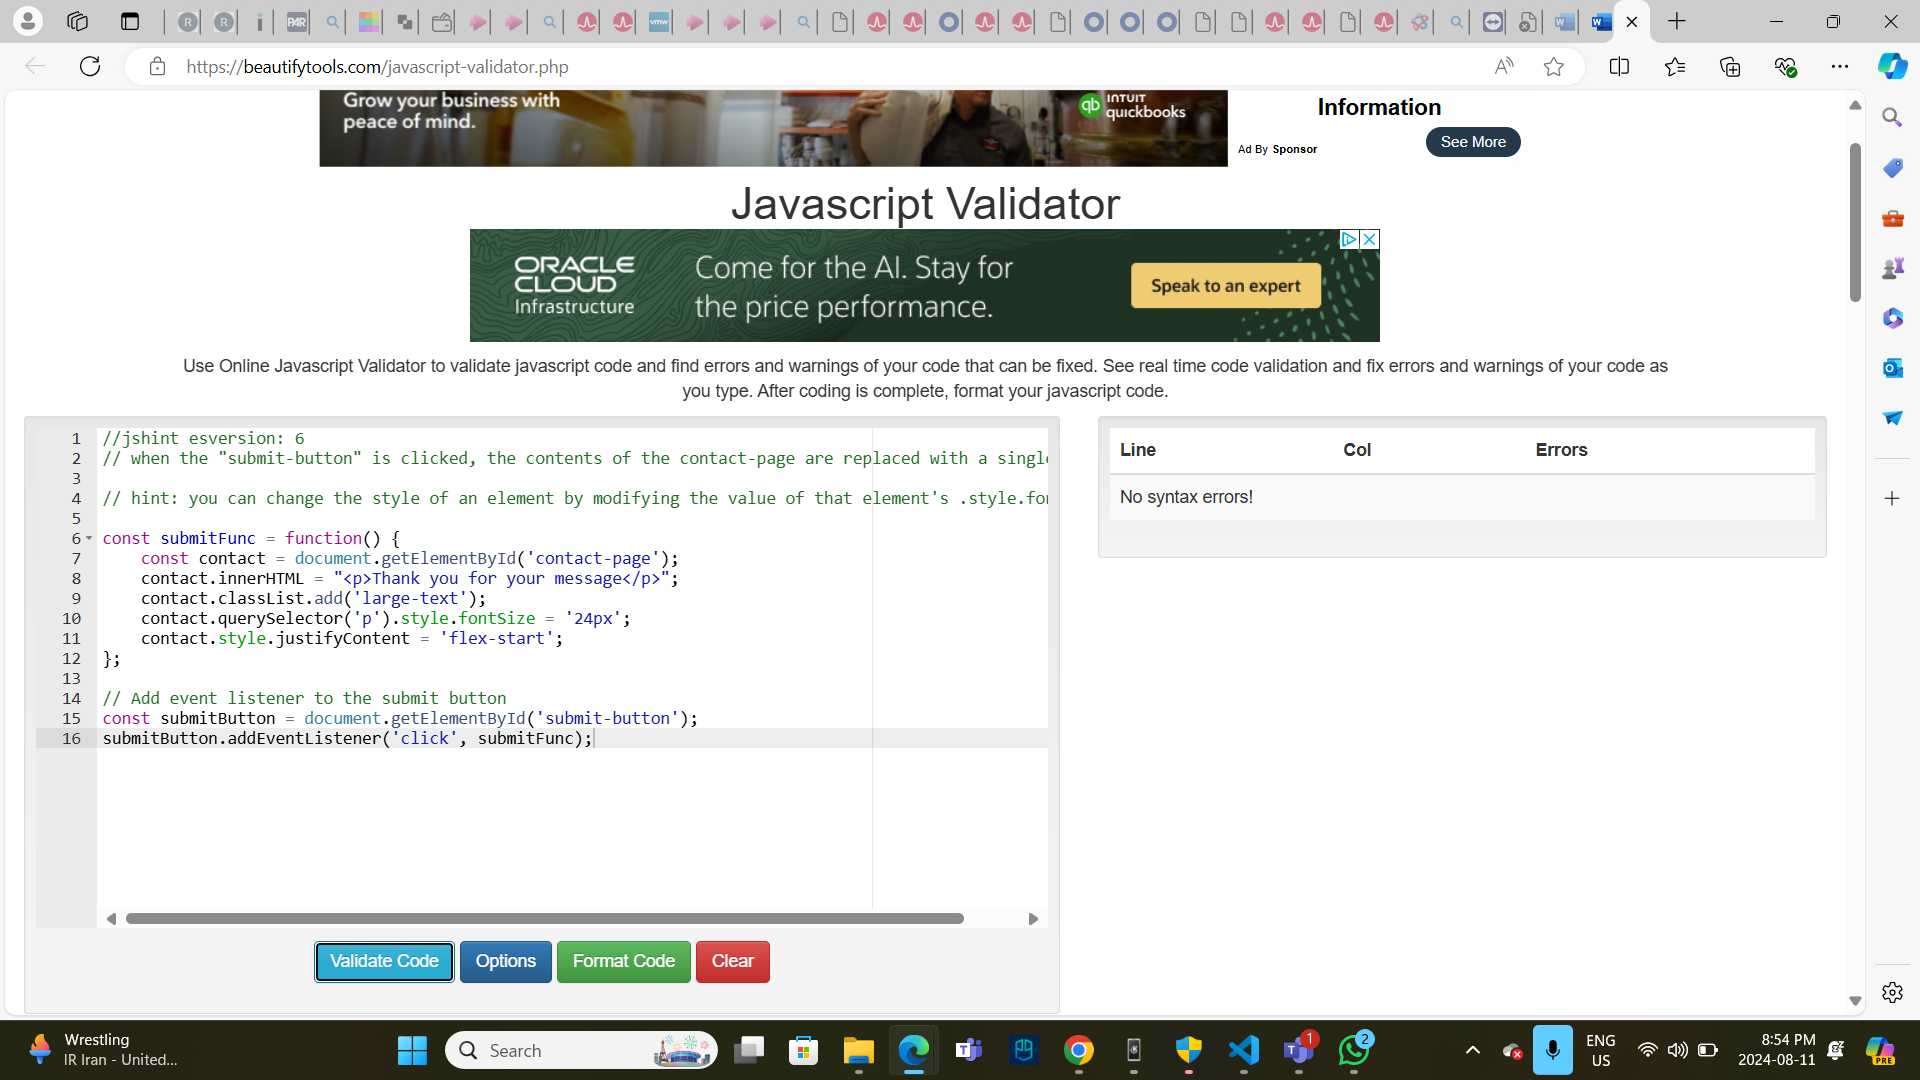 https://beautifytools.com/javascript-validator.php
Grow your business with
peace of mind.
qb INTUIT
quickbooks
Information
See More
Ad By Sponsor
Javascript Validator
ORACLE
CLOUD
Infrastructure
Come for the AI. Stay for
the price performance.
Speak to an expert
Use Online Javascript Validator to validate javascript code and find errors and warnings of your code that can be fixed. See real time code validation and fix errors and warnings of your code as
you type. After coding is complete, format your javascript code.
1 //jshint esversion: 6
2 // when the "submit-button" is clicked, the contents of the contact-page are replaced with a singl
3
4 // hint: you can change the style of an element by modifying the value of that element's .style.fo
5
6 const submitFunc = function() {
7 const contact = document.getElementById('contact-page');
8 contact.innerHTML = "<p>Thank you for your message</p>";
9 contact.classList.add('large-text');
10 contact.querySelector('p').style.fontSize = '24px';
11 contact.style.justifyContent = 'flex-start';
12 };
13
14 // Add event listener to the submit button
15 const submitButton = document.getElementById('submit-button');
16 submitButton.addEventListener('click', submitFunc);
Line Col Errors
No syntax errors!
Validate Code Options Format Code Clear
Wrestling
IR Iran - United...
Search
1
2
ENG
US
8:54 PM
2024-08-11
PRE